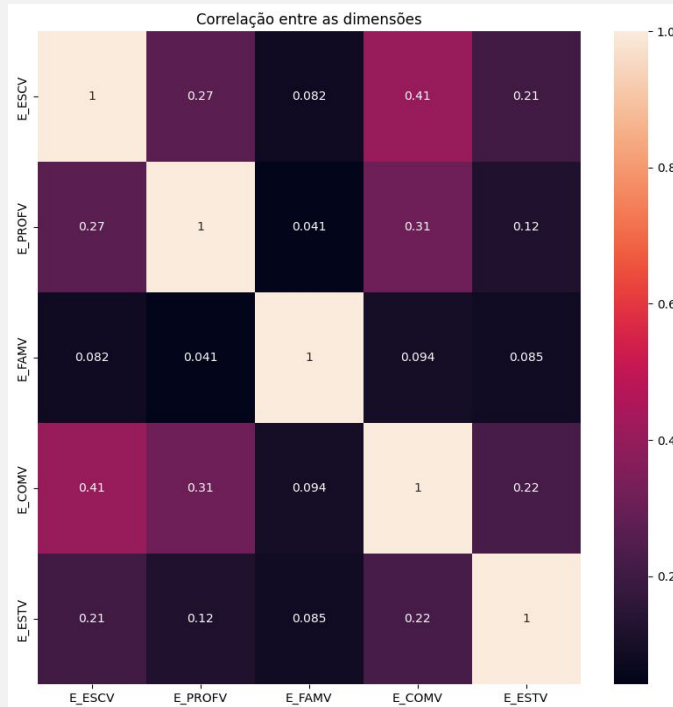 Correlação entre as dimensões
E_ESCV 1 0.27 0.082 0.41 0.21
E_PROFV 0.27 1 0.041 0.31 0.12
E_FAMV 0.082 0.041 1 0.094 0.085
E_COMV 0.41 0.31 0.094 1 0.22
E_ESTV 0.21 0.12 0.085 0.22 1
E_ESCV E_PROFV E_FAMV E_COMV E_ESTV
1.0
0.8
0.6
0.4
0.2